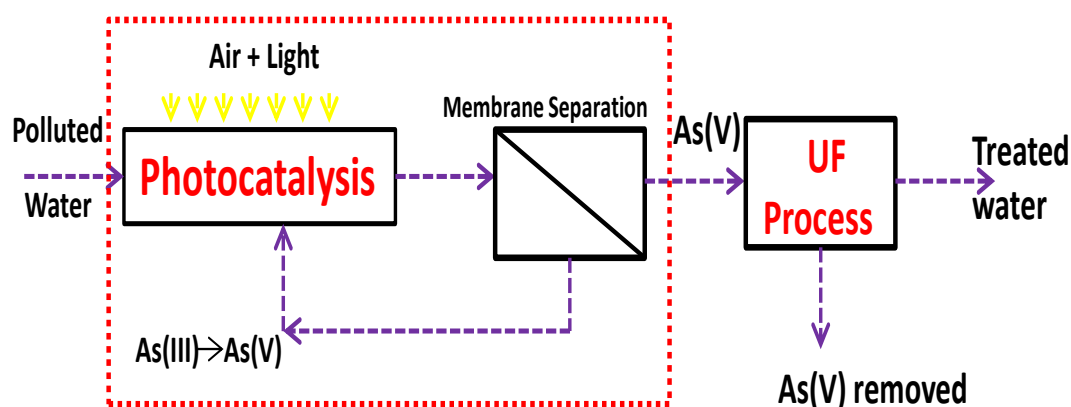 Air + Light
Polluted
Water
Photocatalysis
Membrane Separation
As(V)
UF
Process
Treated
water
As(III)→As(V)
As(V) removed